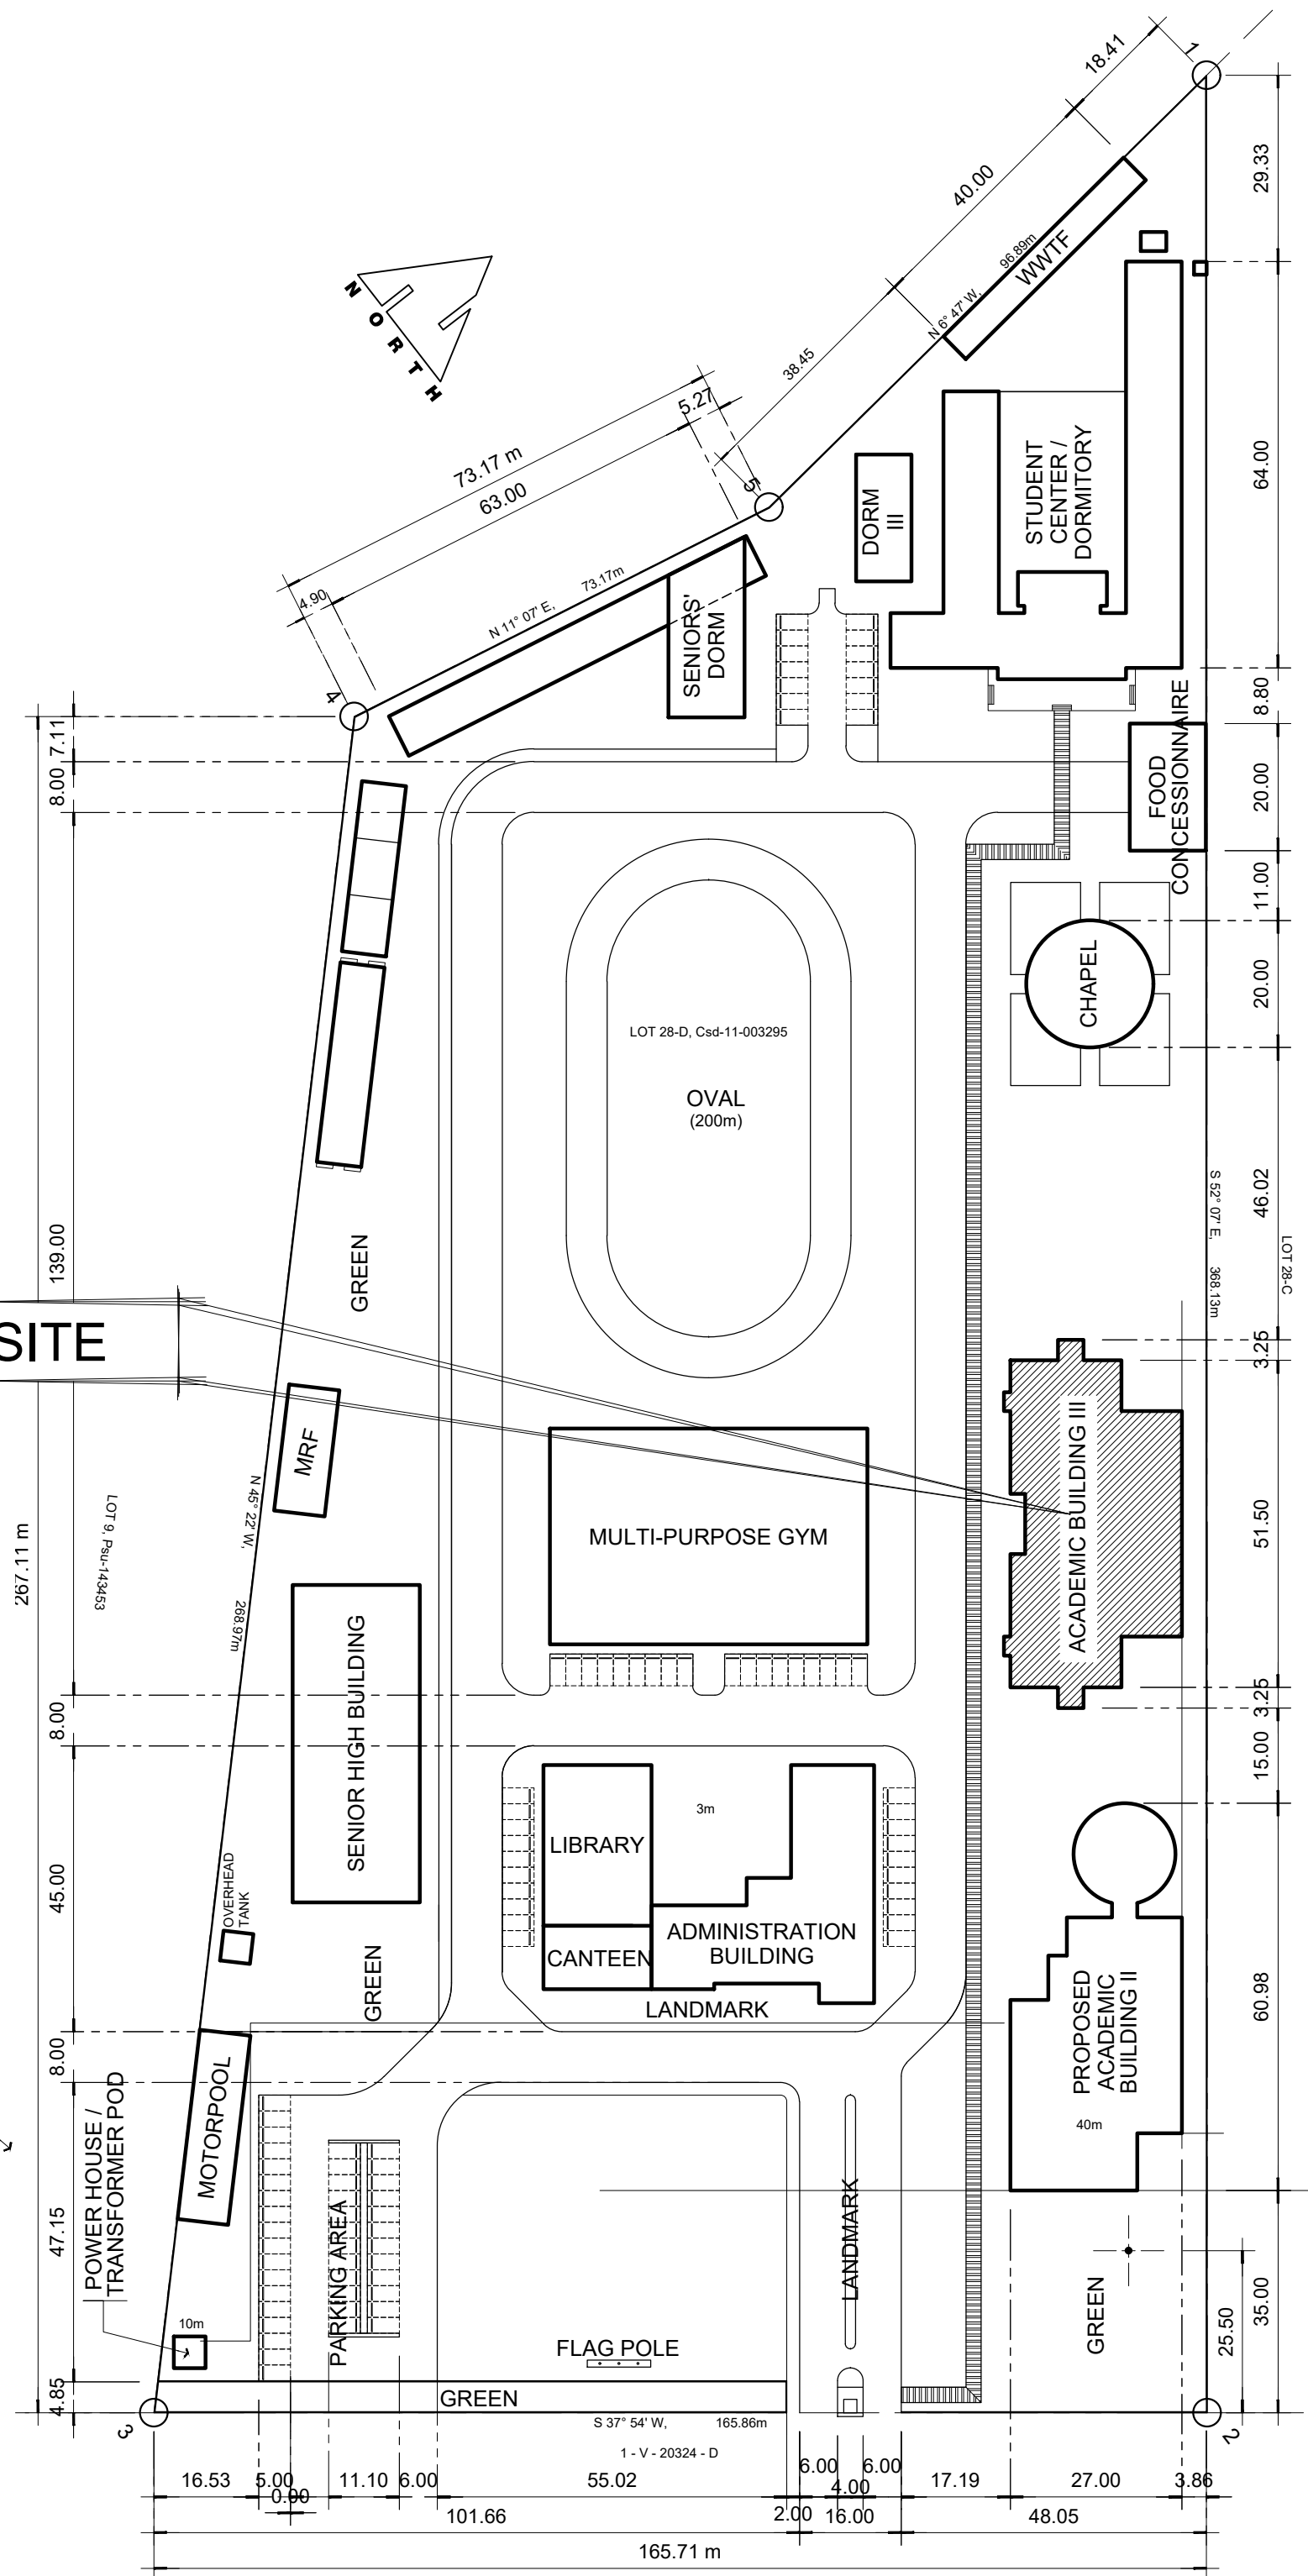 1
18.41
29.33
40.00
WWTF
N 6° 47' W, 96.89m
38.45
NORTH
5.27
73.17 m
63.00
5
4.90
N 11° 07' E, 73.17m
4
DORM
III
STUDENT
CENTER /
DORMITORY
64.00
SENIORS'
DORM
8.80
7.11
8.00
FOOD
CONCESSIONNAIRE
20.00
11.00
CHAPEL
20.00
LOT 28-D, Csd-11-003295
OVAL
(200m)
46.02
S 52° 07' E, 368.13m
LOT 28-C
139.00
GREEN
SITE
3.25
MRF
N 45° 22' W, 268.97m
LOT 9, Psu-143453
267.11 m
MULTI-PURPOSE GYM
ACADEMIC BUILDING III
51.50
3.25
8.00
SENIOR HIGH BUILDING
15.00
3m
LIBRARY
OVERHEAD
TANK
45.00
CANTEEN
ADMINISTRATION
BUILDING
LANDMARK
GREEN
60.98
PROPOSED
ACADEMIC
BUILDING II
40m
8.00
MOTORPOOL
POWER HOUSE /
TRANSFORMER POD
47.15
PARKING AREA
LANDMARK
10m
FLAG POLE
GREEN
25.50
35.00
4.85
GREEN
3
2
S 37° 54' W, 165.86m
1 - V - 20324 - D
16.53
5.00
0.00
11.10
6.00
55.02
6.00
6.00
4.00
17.19
27.00
3.86
101.66
2.00
16.00
48.05
165.71 m